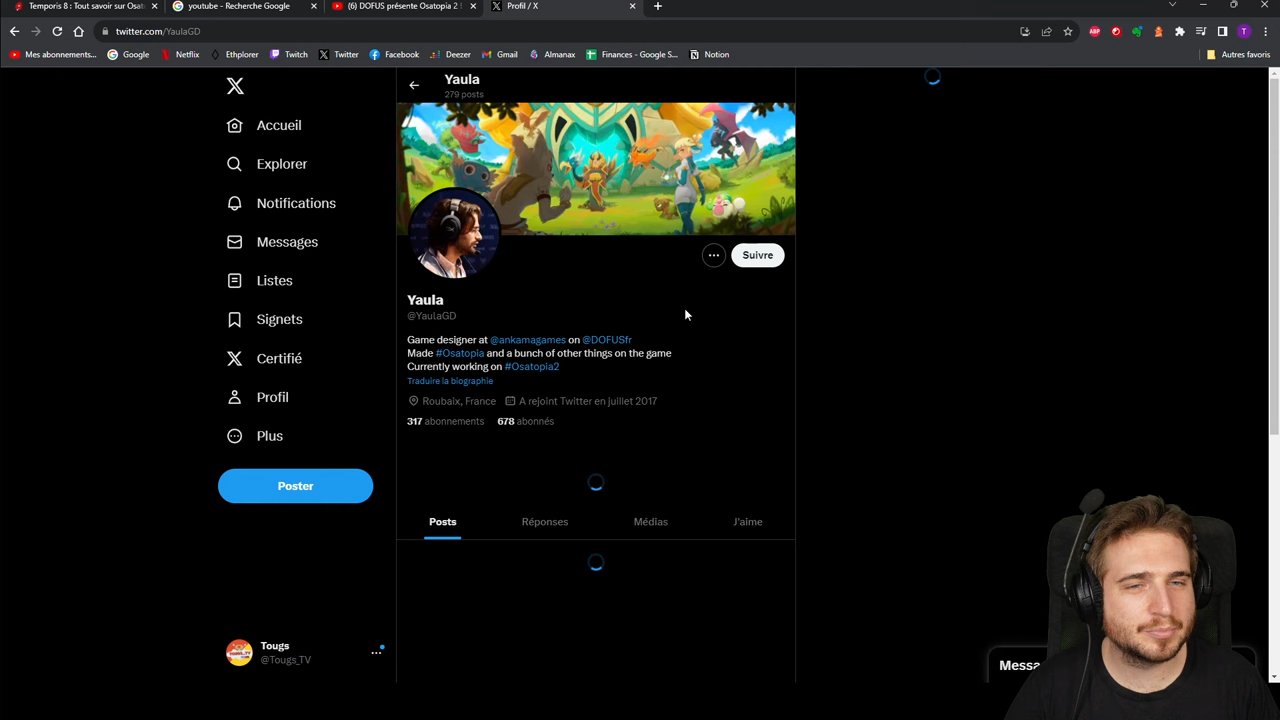 Temporis 8 : Tout savoir sur Osat
youtube - Recherche Google
(6) DOFUS présente Osatopia 2 !
Profil / X
twitter.com/YaulaGD
Mes abonnements...
Google
Netflix
Ethplorer
Twitch
Twitter
Facebook
Deezer
Gmail
Almanax
Finances - Google S...
Notion
Autres favoris
Yaula
279 posts
Accueil
Explorer
Notifications
Messages
Listes
Signets
Certifié
Profil
Plus
Poster
Suivre
Yaula
@YaulaGD
Game designer at @ankamagames on @DOFUSfr
Made #Osatopia and a bunch of other things on the game
Currently working on #Osatopia2
Traduire la biographie
Roubaix, France A rejoint Twitter en juillet 2017
317 abonnements 678 abonnés
Posts Réponses Médias J'aime
Tougs
@Tougs_TV
Messa